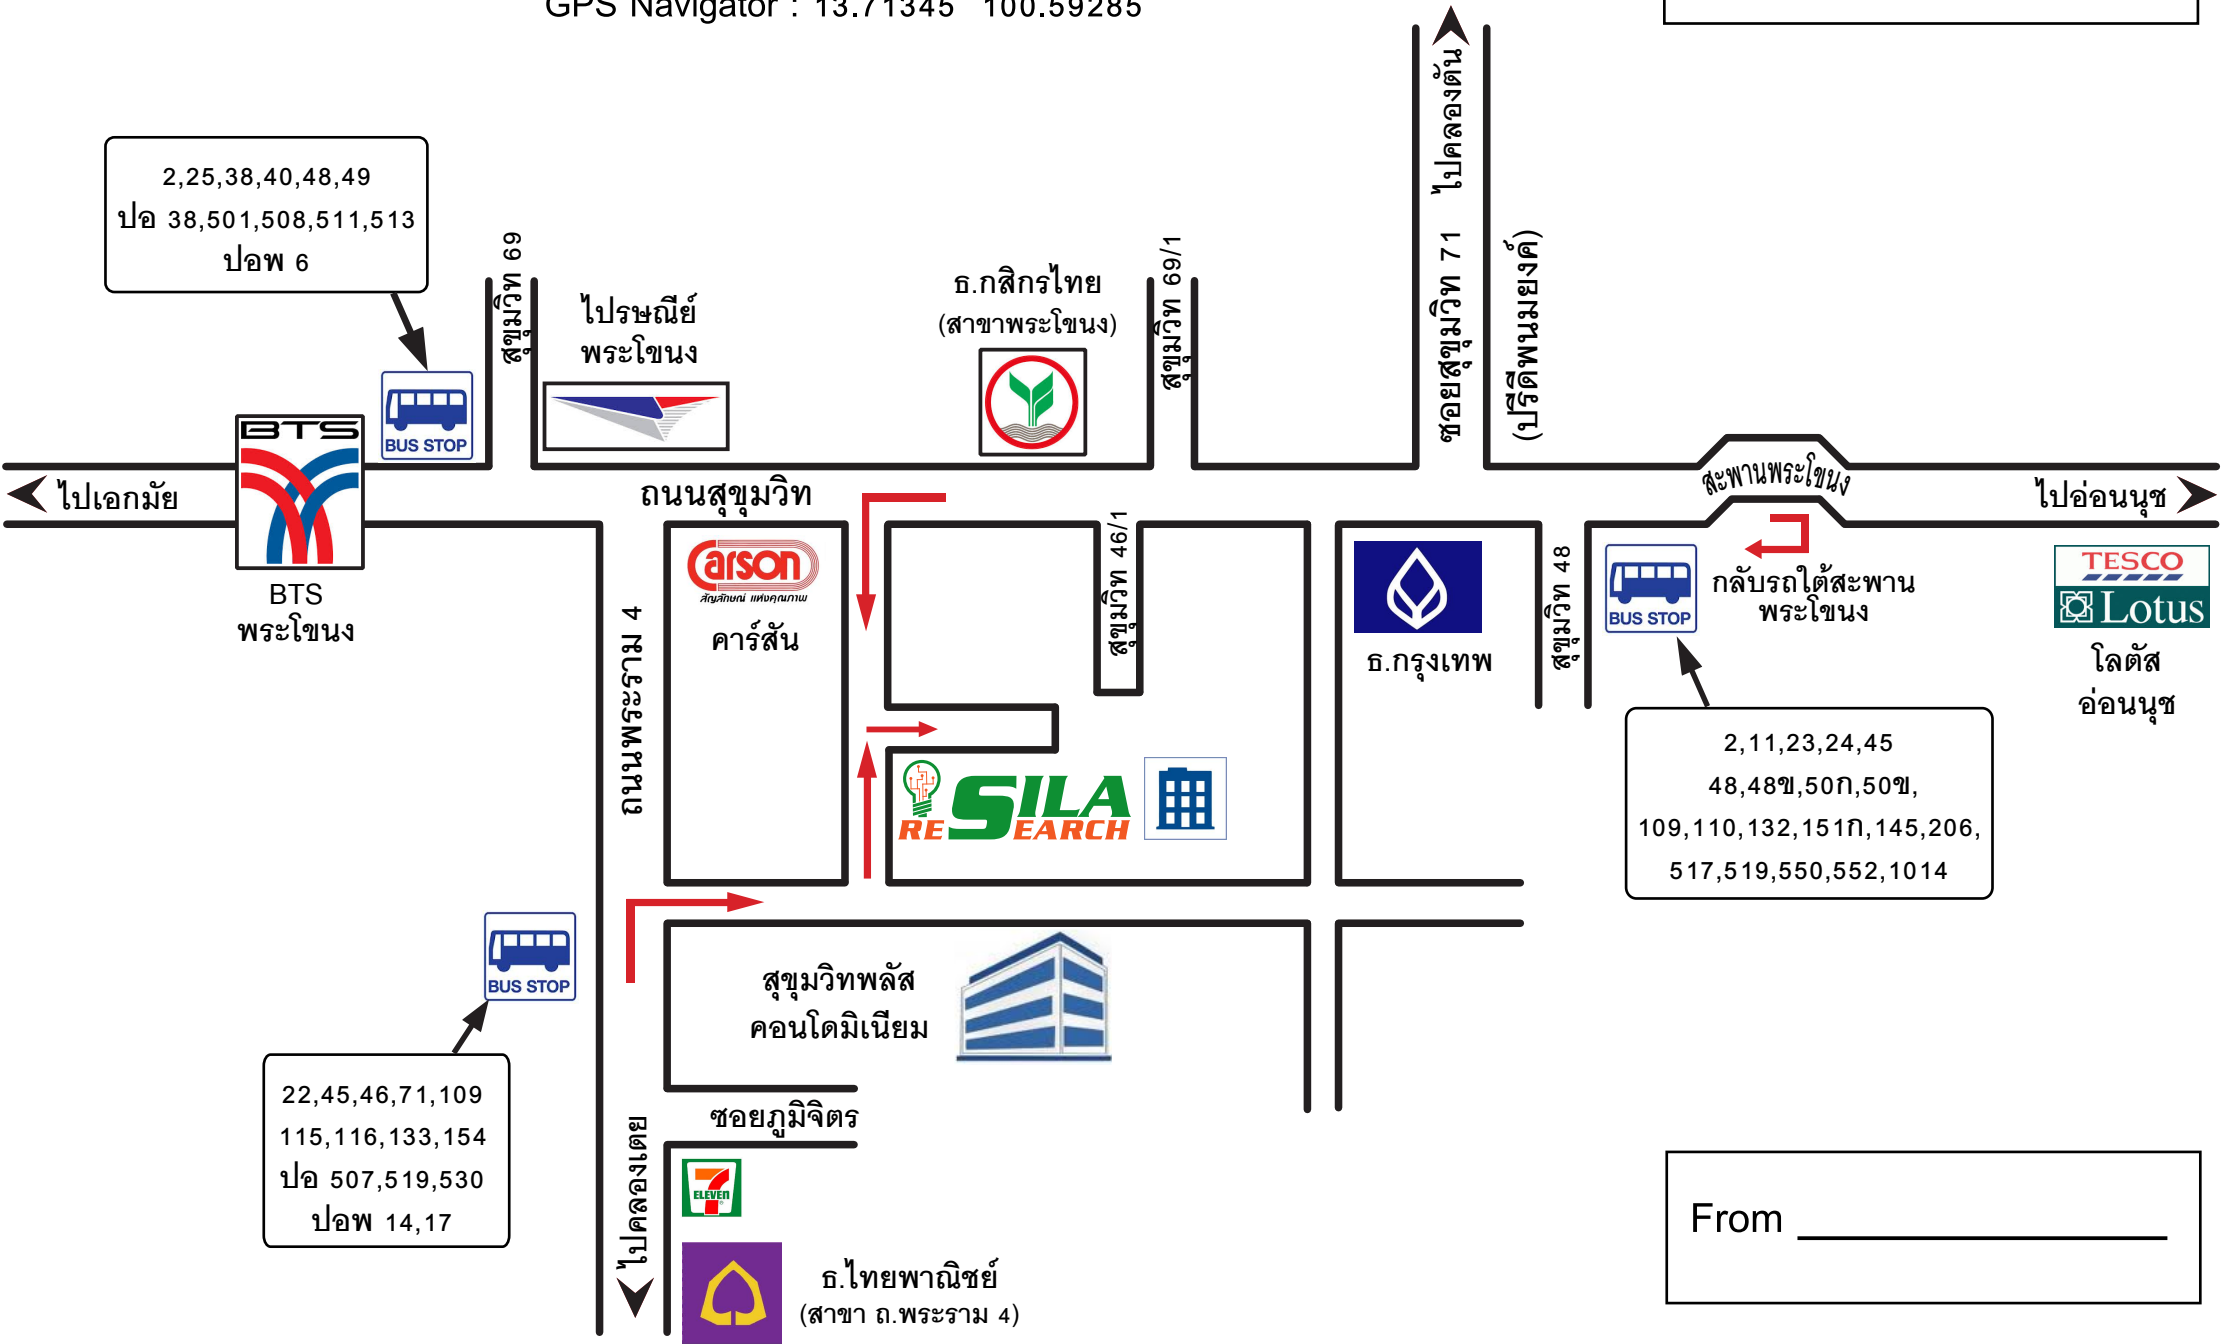 GPS Navigator : 13.71345  100.59285
ไปคลองตัน
ซอยสุขุมวิท 71
(ปรีดีพนมยงค์)
2,25,38,40,48,49
ปอ 38,501,508,511,513
ปอพ 6
BUS STOP
สุขุมวิท 69
ไปรษณีย์
พระโขนง
ธ.กสิกรไทย
(สาขาพระโขนง)
สุขุมวิท 69/1
BTS
ไปเอกมัย
ถนนสุขุมวิท
สะพานพระโขนง
ไปอ่อนนุช
BTS
พระโขนง
ถนนพระราม 4
Carson
สัญลักษณ์ แห่งคุณภาพ
คาร์สัน
สุขุมวิท 46/1
ธ.กรุงเทพ
สุขุมวิท 48
BUS STOP
กลับรถใต้สะพาน
พระโขนง
TESCO
Lotus
โลตัส
อ่อนนุช
2,11,23,24,45
48,48ข,50ก,50ข,
109,110,132,151ก,145,206,
517,519,550,552,1014
SILA
RESEARCH
BUS STOP
สุขุมวิทพลัส
คอนโดมิเนียม
22,45,46,71,109
115,116,133,154
ปอ 507,519,530
ปอพ 14,17
ไปคลองเตย
ซอยภูมิจิตร
7
ELEVEn
ธ.ไทยพาณิชย์
(สาขา ถ.พระราม 4)
From